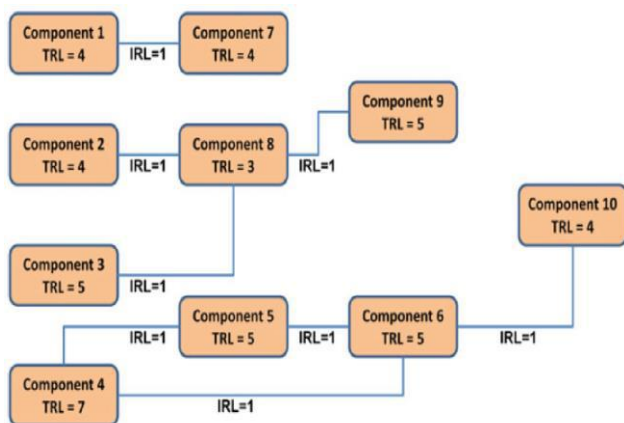 Component 1
TRL = 4
IRL=1
Component 7
TRL = 4
Component 9
TRL = 5
Component 2
TRL = 4
IRL=1
Component 8
TRL = 3
IRL=1
Component 10
TRL = 4
Component 3
TRL = 5
IRL=1
Component 5
TRL = 5
IRL=1
IRL=1
Component 6
TRL = 5
IRL=1
Component 4
TRL = 7
IRL=1